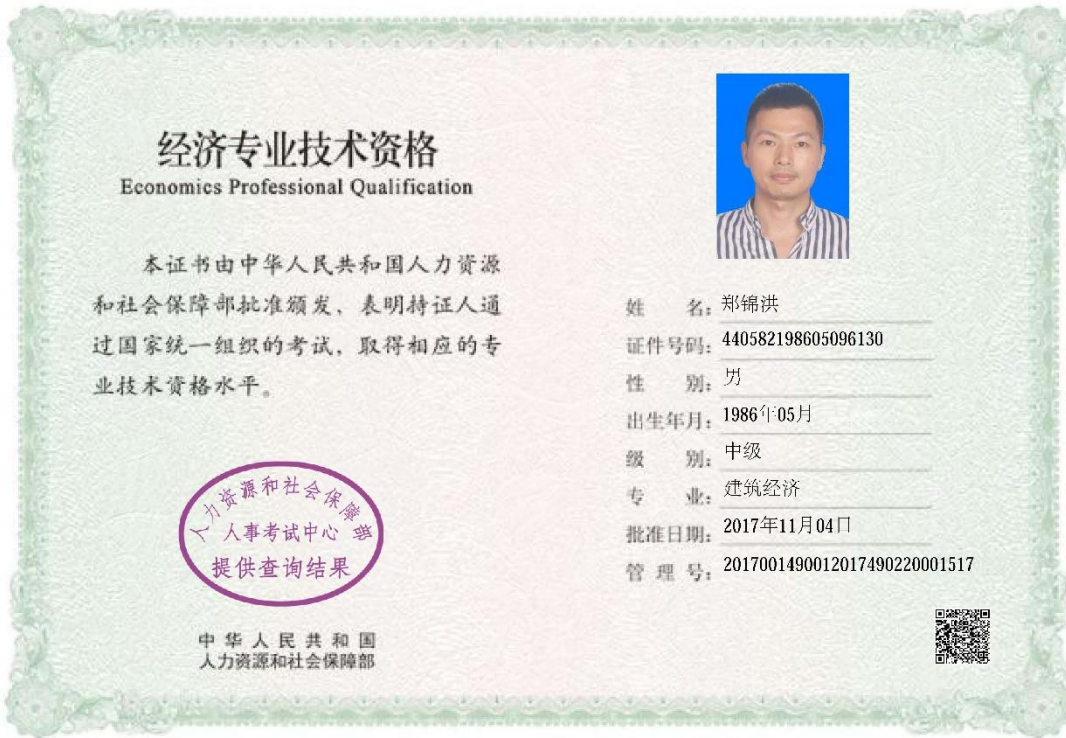 经济专业技术资格
Economics Professional Qualification
本证书由中华人民共和国人力资源
和社会保障部批准颁发，表明持证人通
过国家统一组织的考试，取得相应的专
业技术资格水平。
人力资源和社会保障部
人事考试中心
提供查询结果
中华人民共和国
人力资源和社会保障部
姓 名：郑锦洪
证件号码：440582198605096130
性 别：男
出生年月：1986年05月
级 别：中级
专 业：建筑经济
批准日期：2017年11月04日
管 理 号：2017001490012017490220001517